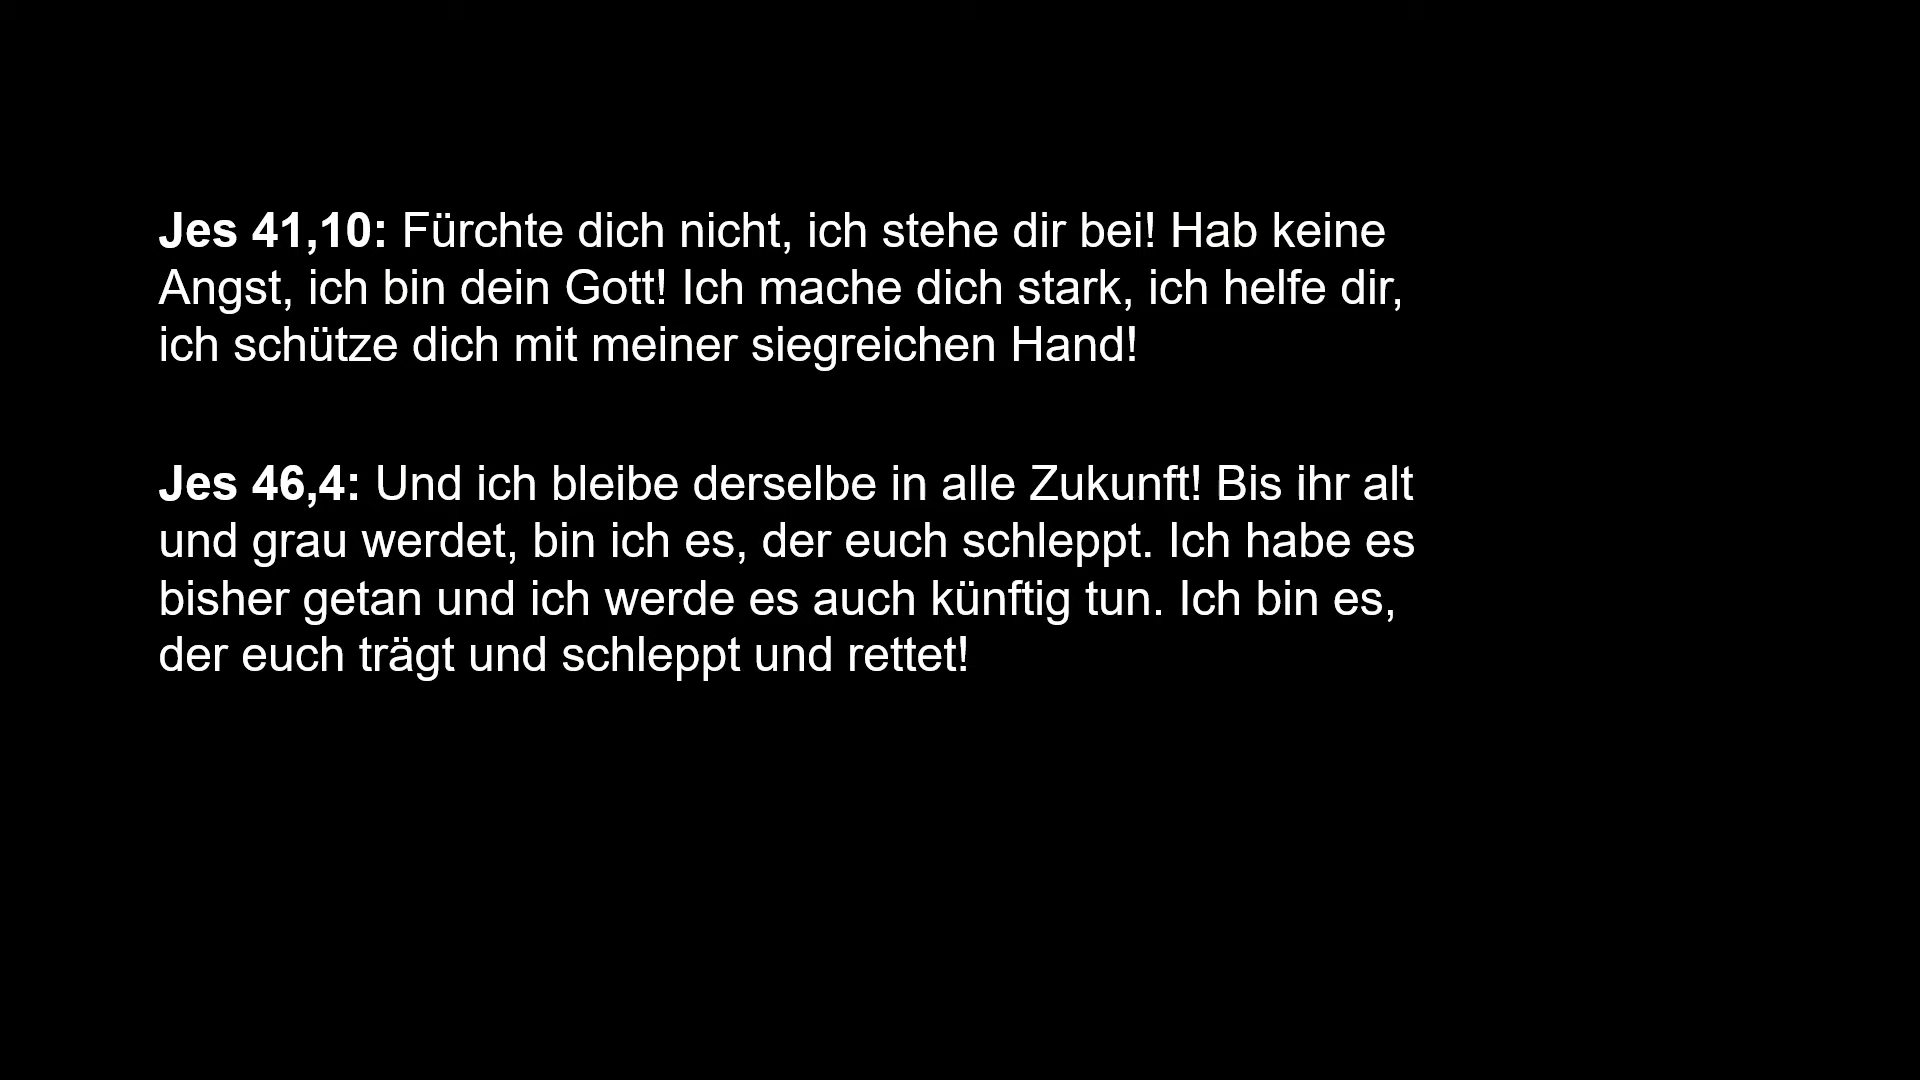 Jes 41,10: Fürchte dich nicht, ich stehe dir bei! Hab keine
Angst, ich bin dein Gott! Ich mache dich stark, ich helfe dir,
ich schütze dich mit meiner siegreichen Hand!
Jes 46,4: Und ich bleibe derselbe in alle Zukunft! Bis ihr alt
und grau werdet, bin ich es, der euch schleppt. Ich habe es
bisher getan und ich werde es auch künftig tun. Ich bin es,
der euch trägt und schleppt und rettet!